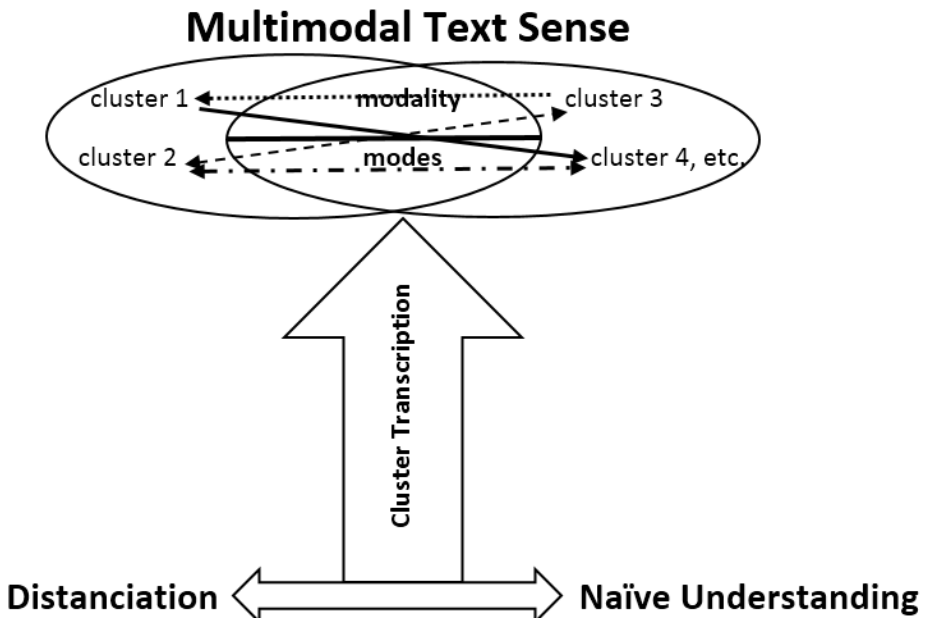 Multimodal Text Sense
cluster 1
modality
cluster 3
cluster 2
modes
cluster 4, etc.
Cluster Transcription
Distanciation
Naïve Understanding